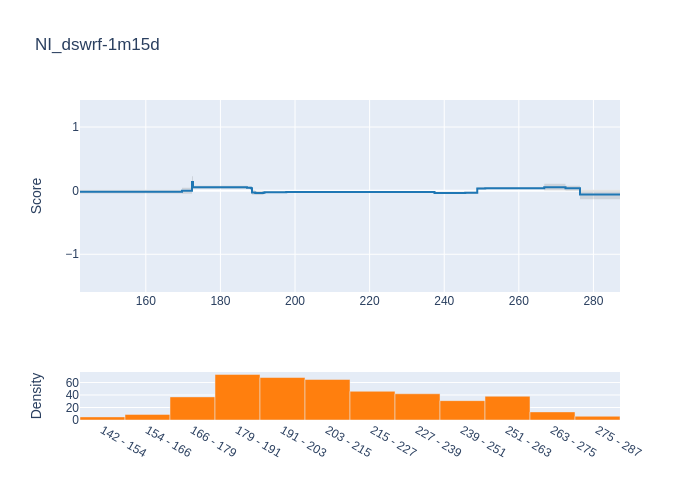 NI_dswrf-1m15d
Score
1
0
−1
160
180
200
220
240
260
280
Density
60
40
20
0
142 - 154
154 - 166
166 - 179
179 - 191
191 - 203
203 - 215
215 - 227
227 - 239
239 - 251
251 - 263
263 - 275
275 - 287